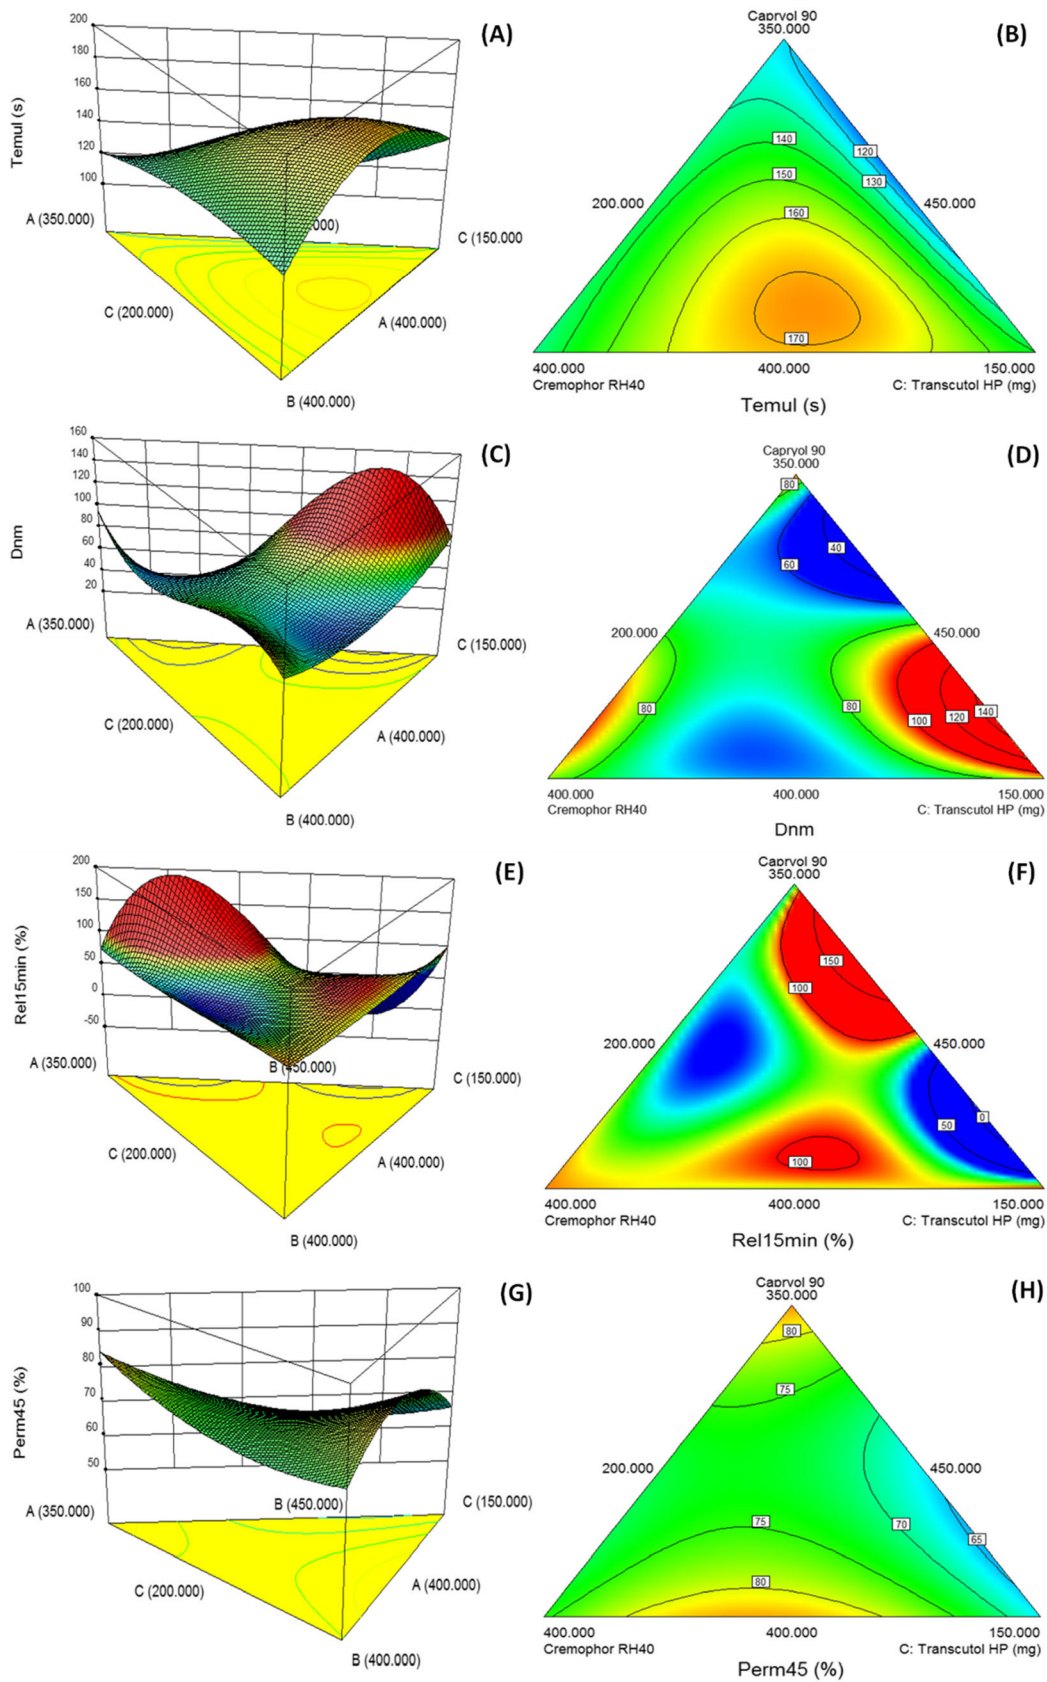 (A)
200
180
160
140
120
100
Temul (s)
A (350.000)
C (150.000)
C (200.000)
A (400.000)
B (400.000)
(B)
Capryol 90
350.000
140
150
160
170
120
130
200.000
450.000
400.000
400.000
150.000
Cremophor RH40
C: Transcutol HP (mg)
Temul (s)
(C)
160
140
120
100
80
60
40
20
Dnm
A (350.000)
C (150.000)
C (200.000)
A (400.000)
B (400.000)
(D)
Capryol 90
350.000
80
40
60
200.000
450.000
80
80
100
120
140
400.000
400.000
150.000
Cremophor RH40
C: Transcutol HP (mg)
Dnm
(E)
200
150
100
50
0
-50
Rel15min (%)
A (350.000)
B (450.000)
C (150.000)
C (200.000)
A (400.000)
B (400.000)
(F)
Capryol 90
350.000
150
100
200.000
450.000
0
50
100
400.000
400.000
150.000
Cremophor RH40
C: Transcutol HP (mg)
Rel15min (%)
(G)
100
90
80
70
60
50
Perm45 (%)
A (350.000)
B (450.000)
C (150.000)
C (200.000)
A (400.000)
B (400.000)
(H)
Capryol 90
350.000
80
75
200.000
450.000
75
70
65
80
400.000
400.000
150.000
Cremophor RH40
C: Transcutol HP (mg)
Perm45 (%)